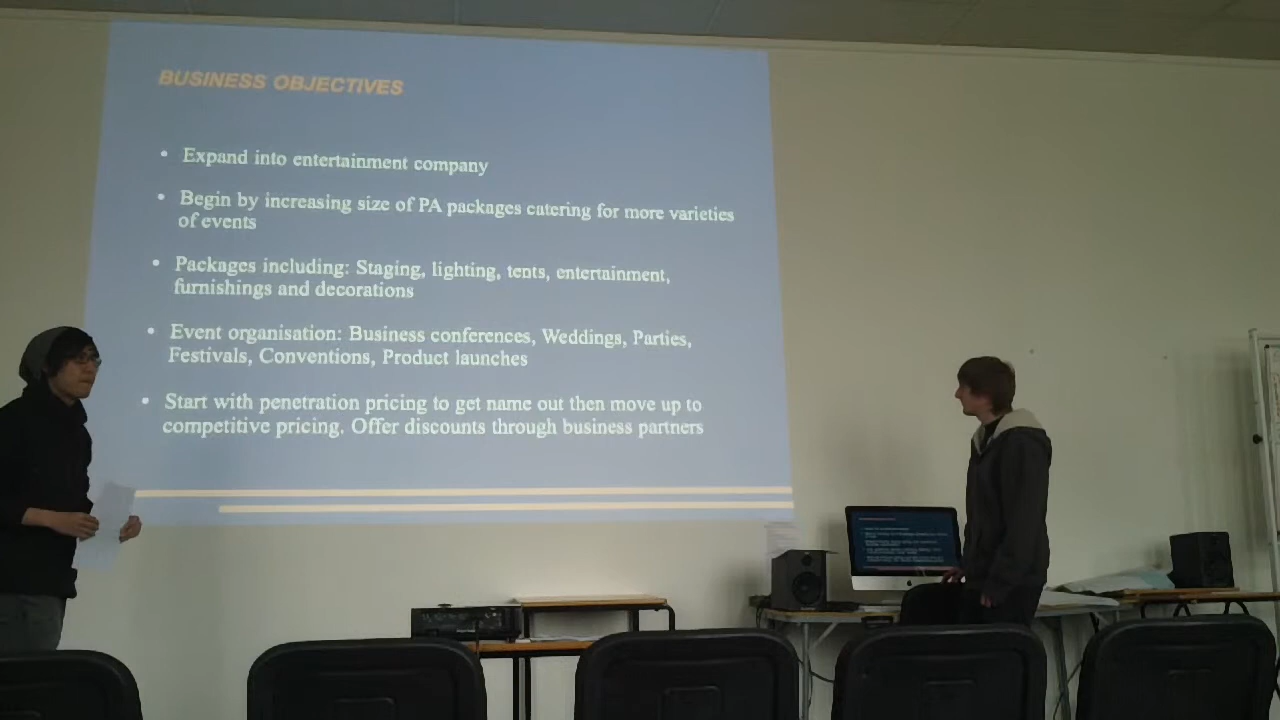 BUSINESS OBJECTIVES
• Expand into entertainment company
• Begin by increasing size of PA packages catering for more varieties
of events
• Packages including: Staging, lighting, tents, entertainment,
furnishings and decorations
• Event organisation: Business conferences, Weddings, Parties,
Festivals, Conventions, Product launches
• Start with penetration pricing to get name out then move up to
competitive pricing. Offer discounts through business partners